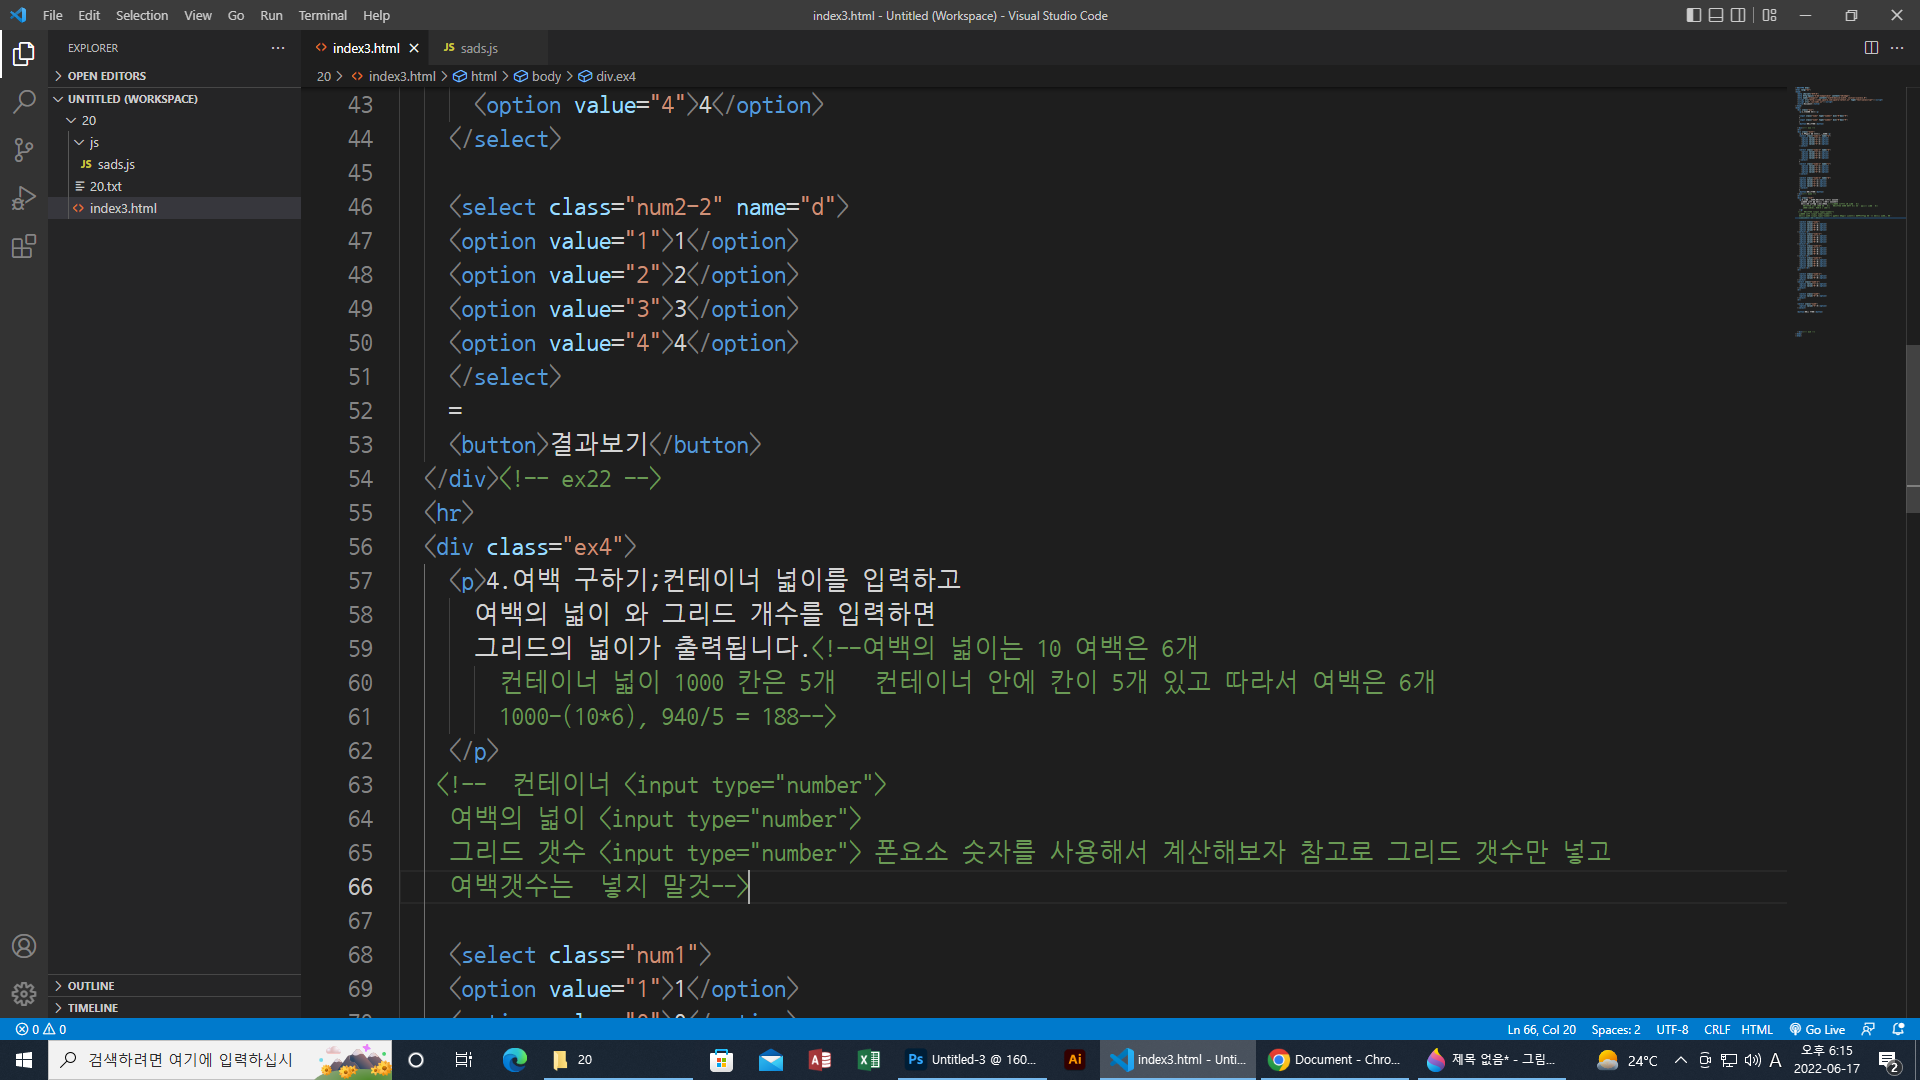 File Edit Selection View Go Run Terminal Help
index3.html - Untitled (Workspace) - Visual Studio Code
EXPLORER
OPEN EDITORS
UNTITLED (WORKSPACE)
20
js
JS sads.js
20.txt
<> index3.html
OUTLINE
TIMELINE
<> index3.html
JS sads.js
20 > <> index3.html > html > body > div.ex4
43 <option value="4">4</option>
44 </select>
45
46 <select class="num2-2" name="d">
47 <option value="1">1</option>
48 <option value="2">2</option>
49 <option value="3">3</option>
50 <option value="4">4</option>
51 </select>
52 =
53 <button>결과보기</button>
54 </div><!-- ex22 -->
55 <hr>
56 <div class="ex4">
57 <p>4.여백 구하기;컨테이너 넓이를 입력하고
58 여백의 넓이 와 그리드 개수를 입력하면
59 그리드의 넓이가 출력됩니다.<!--여백의 넓이는 10 여백은 6개
60 컨테이너 넓이 1000 칸은 5개 컨테이너 안에 칸이 5개 있고 따라서 여백은 6개
61 1000-(10*6), 940/5 = 188-->
62 </p>
63 <!-- 컨테이너 <input type="number">
64 여백의 넓이 <input type="number">
65 그리드 갯수 <input type="number"> 폰요소 숫자를 사용해서 계산해보자 참고로 그리드 갯수만 넣고
66 여백갯수는 넣지 말것-->
67
68 <select class="num1">
69 <option value="1">1</option>
0 0
Ln 66, Col 20 Spaces: 2 UTF-8 CRLF HTML Go Live
검색하려면 여기에 입력하십시
20
Ps Untitled-3 @ 160...
Ai
index3.html - Unti...
Document - Chro...
제목 없음* - 그림...
24°C
A
오후 6:15
2022-06-17
2